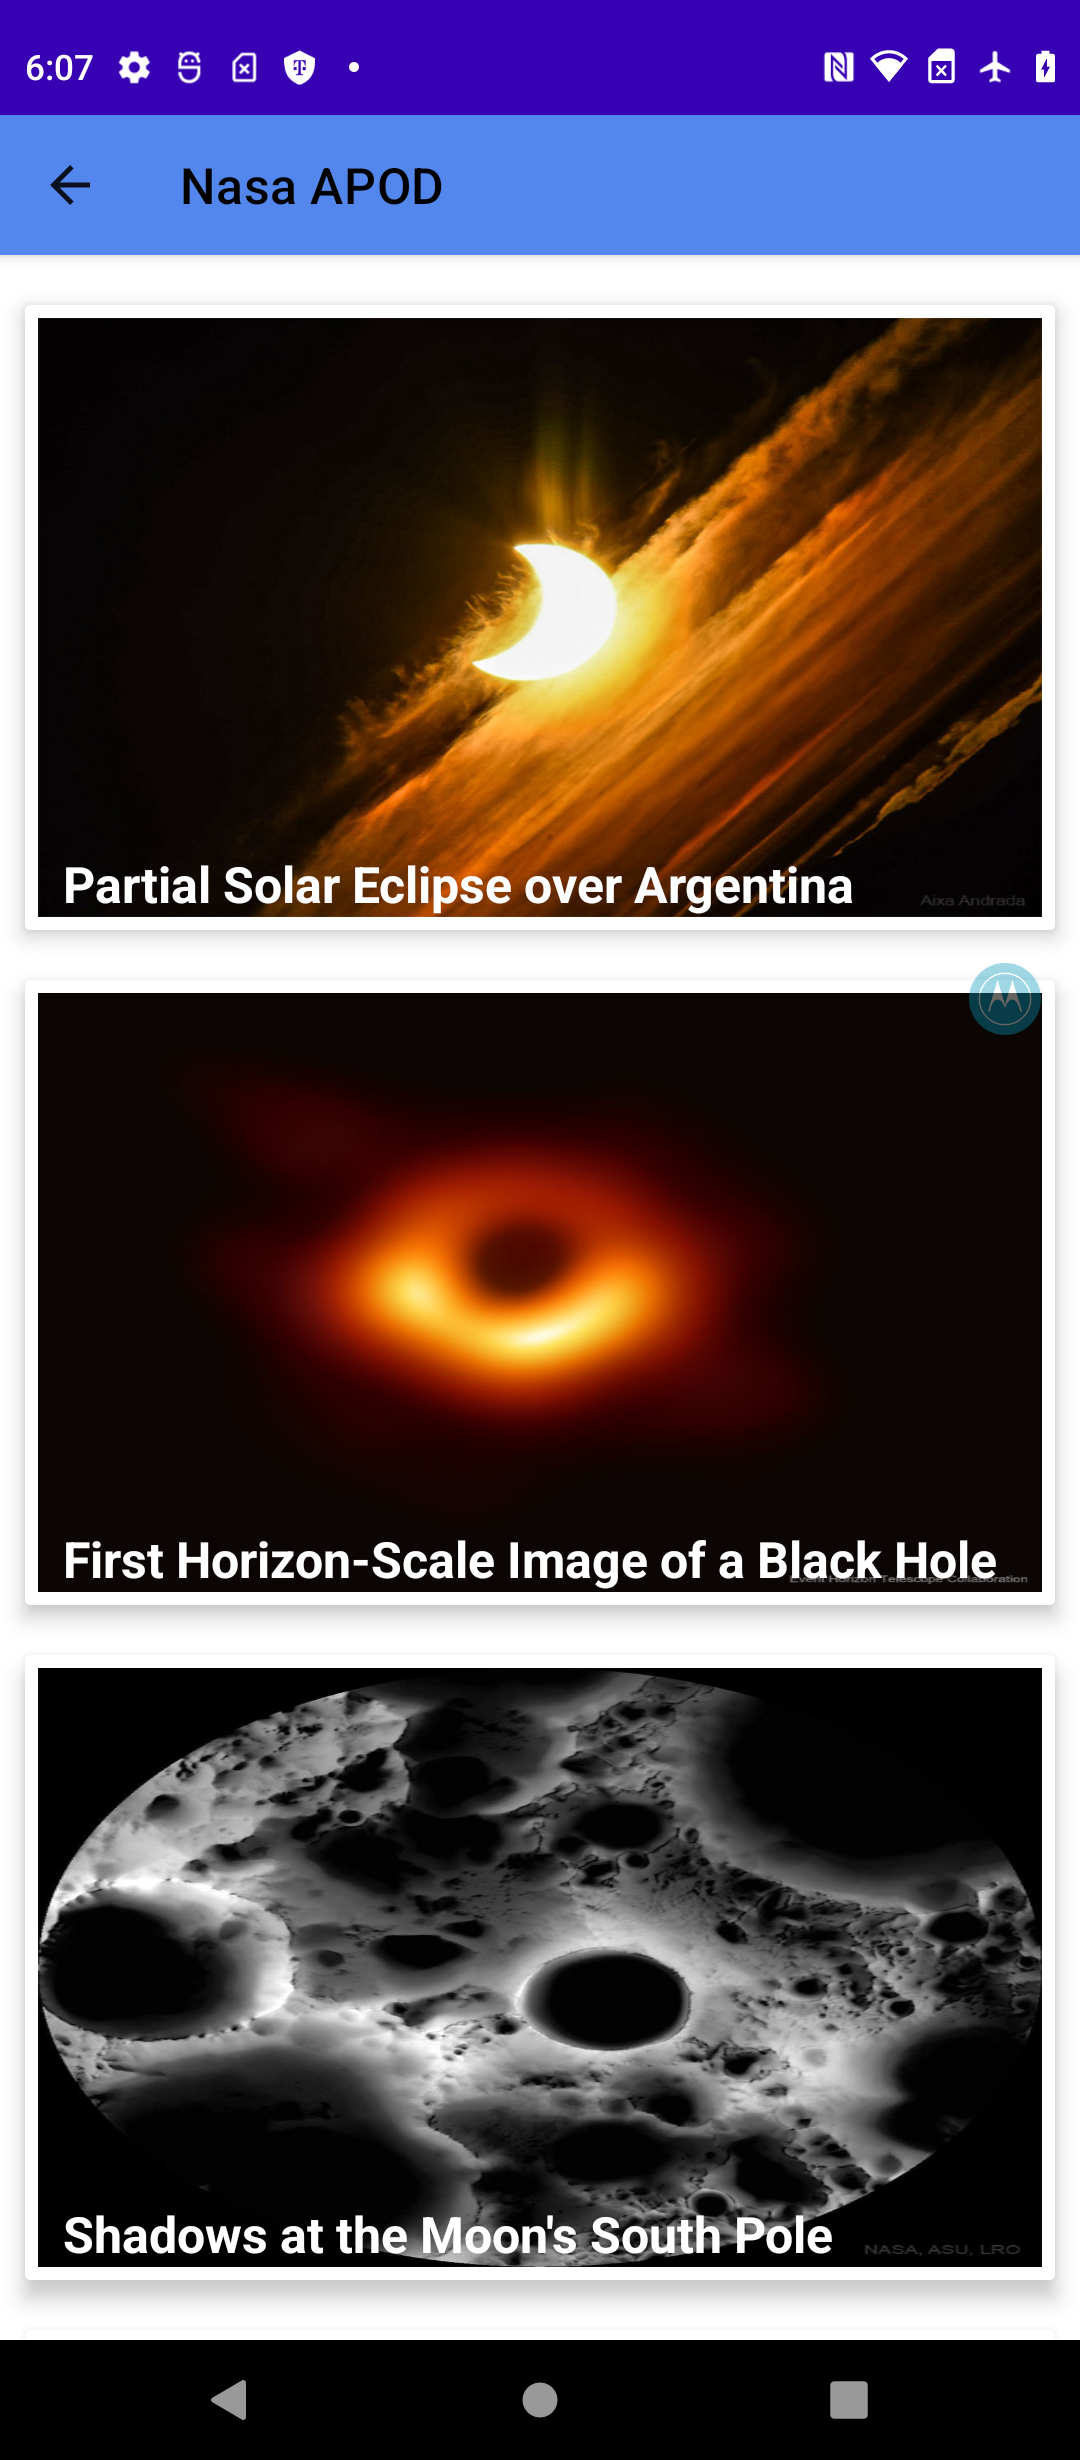 6:07
Nasa APOD
Partial Solar Eclipse over Argentina
Aixa Andrada
First Horizon-Scale Image of a Black Hole
Event Horizon Telescope Collaboration
Shadows at the Moon's South Pole
NASA, ASU, LRO